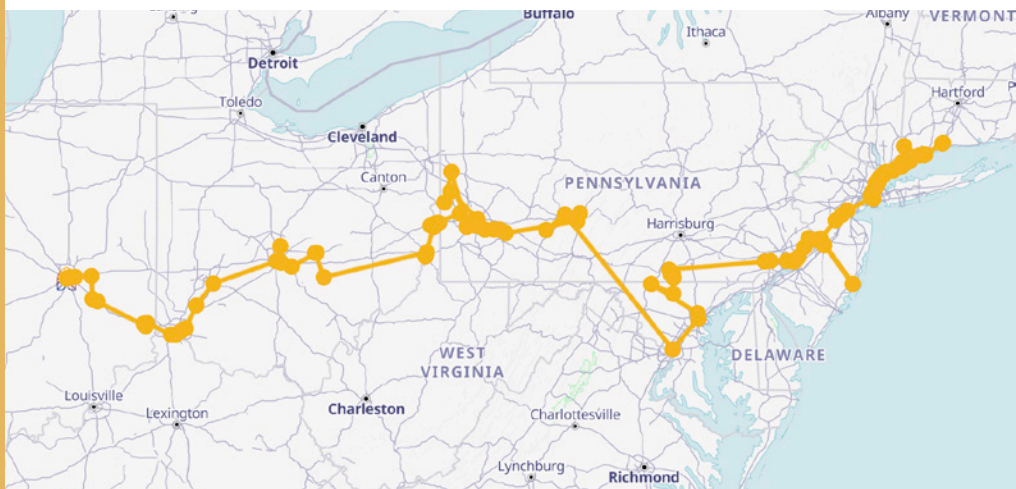 Buffalo
Albany
VERMONT
Ithaca
Detroit
Hartford
Toledo
Cleveland
Canton
PENNSYLVANIA
Harrisburg
WEST
VIRGINIA
DELAWARE
Louisville
Lexington
Charleston
Charlottesville
Lynchburg
Richmond